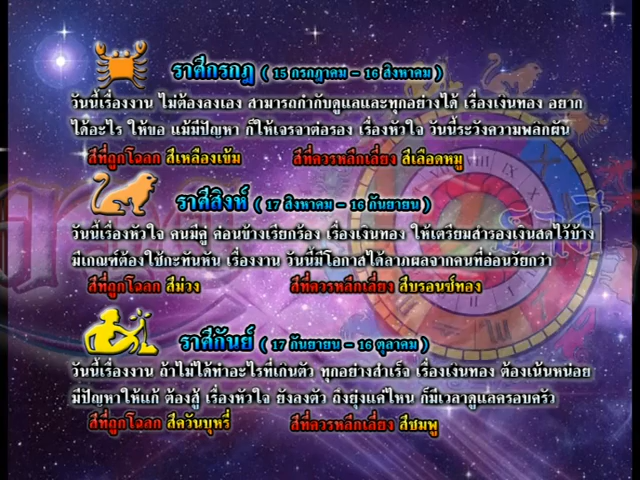 ราศีกรกฎ ( 15 กรกฎาคม - 16 สิงหาคม )
วันนี้เรื่องงาน ไม่ต้องลงเอง สามารถกำกับดูแลและทุกอย่างได้ เรื่องเงินทอง อยาก
ได้อะไร ให้ขอ แม้มีปัญหา ก็ให้เจรจาต่อรอง เรื่องหัวใจ วันนี้ระวังความพลิกผัน
สีที่ถูกโฉลก สีเหลืองเข้ม สีที่ควรหลีกเลี่ยง สีเลือดหมู
ราศีสิงห์ ( 17 สิงหาคม - 16 กันยายน )
วันนี้เรื่องหัวใจ คนมีคู่ ค่อนข้างเรียกร้อง เรื่องเงินทอง ให้เตรียมสำรองเงินสดไว้บ้าง
มีเกณฑ์ต้องใช้กะทันหัน เรื่องงาน วันนี้มีโอกาสได้ลาภผลจากคนที่อ่อนวัยกว่า
สีที่ถูกโฉลก สีม่วง สีที่ควรหลีกเลี่ยง สีบรอนซ์ทอง
ราศีกันย์ ( 17 กันยายน - 16 ตุลาคม )
วันนี้เรื่องงาน ถ้าไม่ได้ทำอะไรที่เกินตัว ทุกอย่างสำเร็จ เรื่องเงินทอง ต้องเน้นหน่อย
มีปัญหาให้แก้ ต้องสู้ เรื่องหัวใจ ยังลงตัว ถึงยุ่งแค่ไหน ก็มีเวลาดูแลครอบครัว
สีที่ถูกโฉลก สีควันบุหรี่ สีที่ควรหลีกเลี่ยง สีชมพู